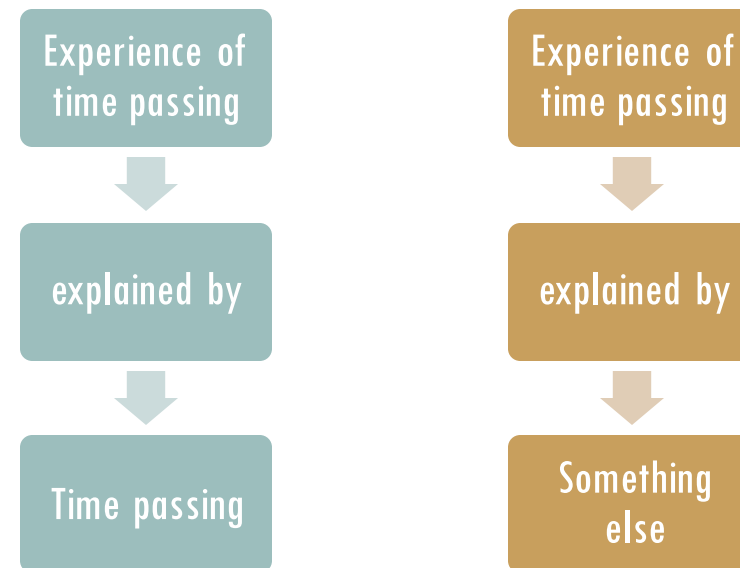 Experience of
time passing
explained by
Time passing
Experience of
time passing
explained by
Something
else